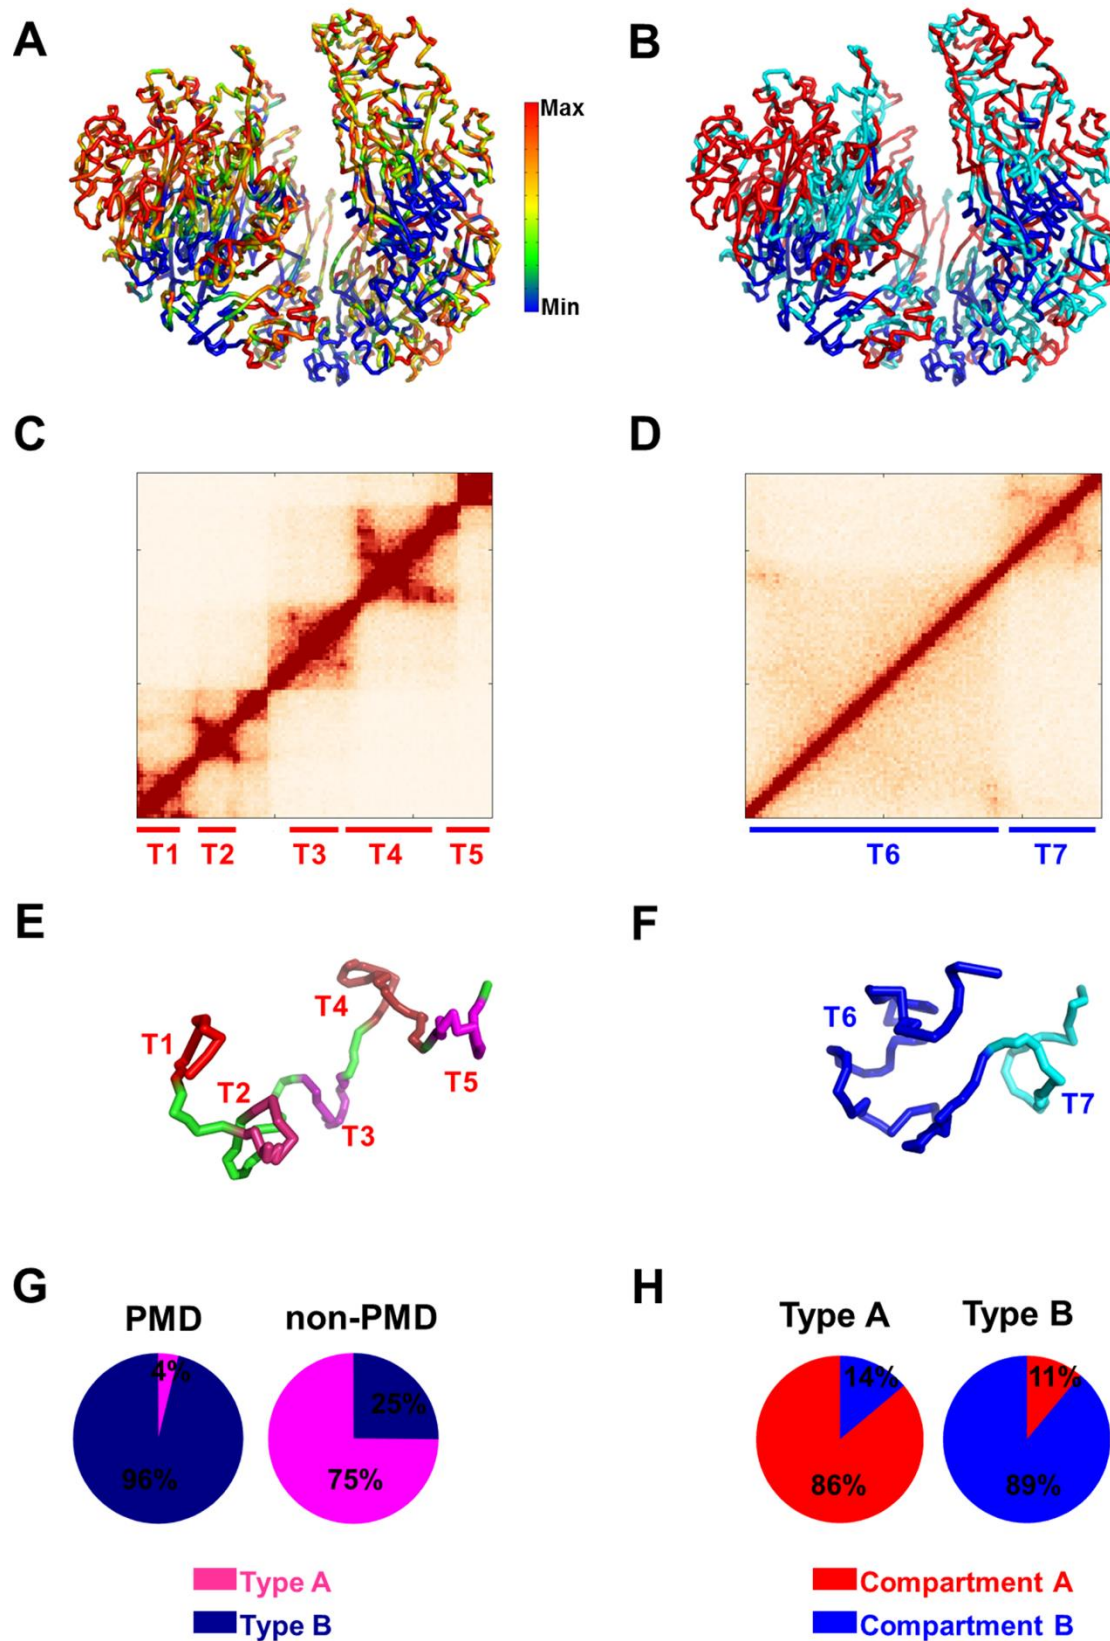 A
B
Max
Min
C
D
T1 T2 T3 T4 T5
T6 T7
E
F
T1
T2
T3
T4
T5
T6
T7
G
H
PMD
non-PMD
Type A
Type B
4%
96%
25%
75%
14%
86%
11%
89%
Type A
Type B
Compartment A
Compartment B